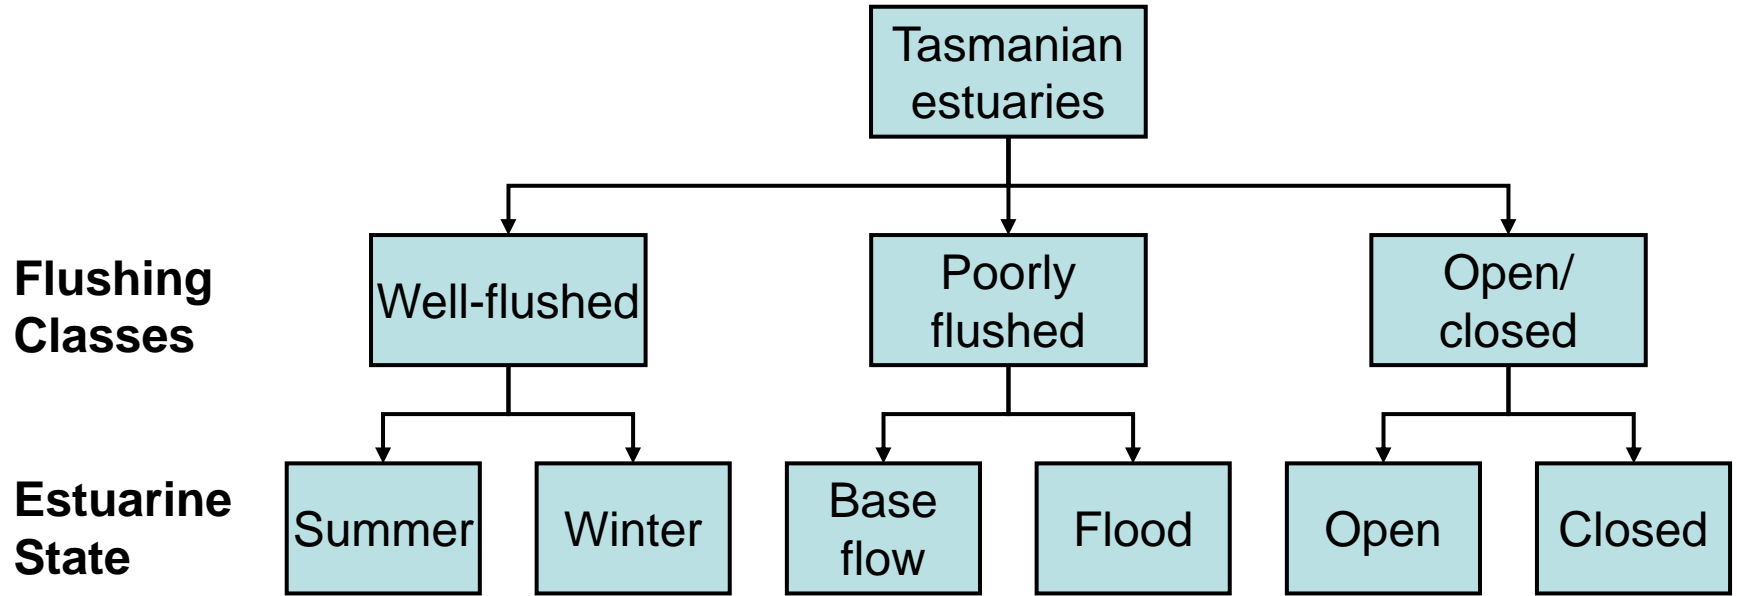 Tasmanian
estuaries
Flushing
Classes
Well-flushed
Poorly
flushed
Open/
closed
Estuarine
State
Summer
Winter
Base
flow
Flood
Open
Closed